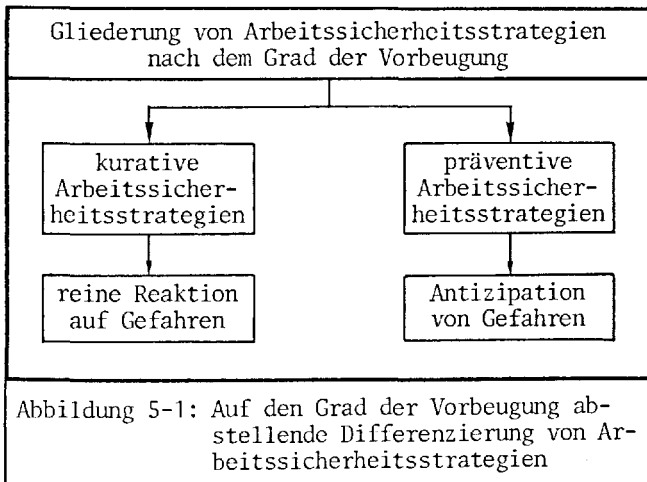 Gliederung von Arbeitssicherheitsstrategien
nach dem Grad der Vorbeugung
kurative
Arbeitssicher-
heitsstrategien
präventive
Arbeitssicher-
heitsstrategien
reine Reaktion
auf Gefahren
Antizipation
von Gefahren
Abbildung 5-1: Auf den Grad der Vorbeugung ab-
stellende Differenzierung von Ar-
beitssicherheitsstrategien